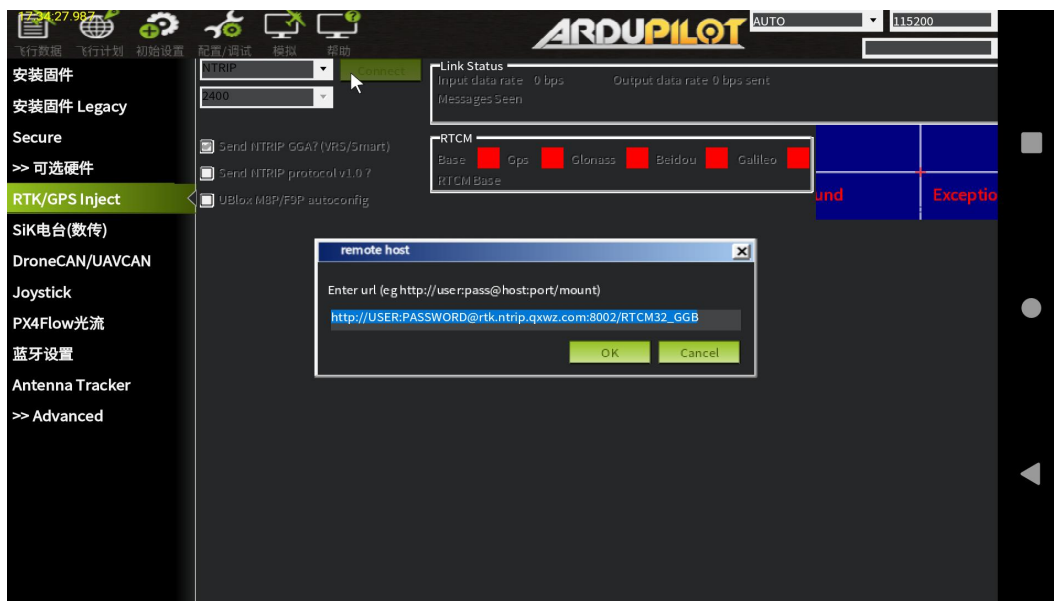 17:34:27.987
飞行数据 飞行计划 初始设置 配置/调试 模拟 帮助
ARDUPILOT
AUTO
115200
安装固件
安装固件 Legacy
Secure
>> 可选硬件
RTK/GPS Inject
SiK电台(数传)
DroneCAN/UAVCAN
Joystick
PX4Flow光流
蓝牙设置
Antenna Tracker
>> Advanced
NTRIP
Connect
2400
Send NTRIP GGA? (VRS/Smart)
Send NTRIP protocol v1.0 ?
UBlox M8P/F9P autoconfig
Link Status
Input data rate 0 bps Output data rate 0 bps sent
Messages Seen
RTCM
Base Gps Glonass Beidou Galileo
RTCM Base
und Exceptio
remote host
Enter url (eg http://user:pass@host:port/mount)
http://USER:PASSWORD@rtk.ntrip.qxwz.com:8002/RTCM32_GGB
OK Cancel